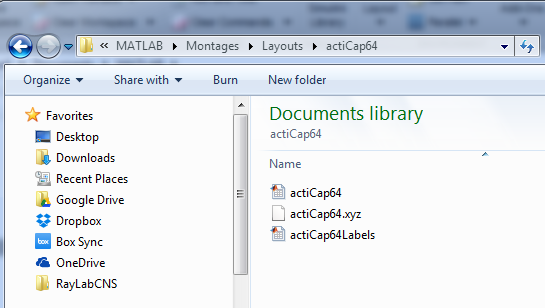 « MATLAB ▸ Montages ▸ Layouts ▸ actiCap64
Organize Share with Burn New folder
Favorites
Desktop
Downloads
Recent Places
Google Drive
Dropbox
Box Sync
OneDrive
RayLabCNS
Documents library
actiCap64
Name
actiCap64
actiCap64.xyz
actiCap64Labels